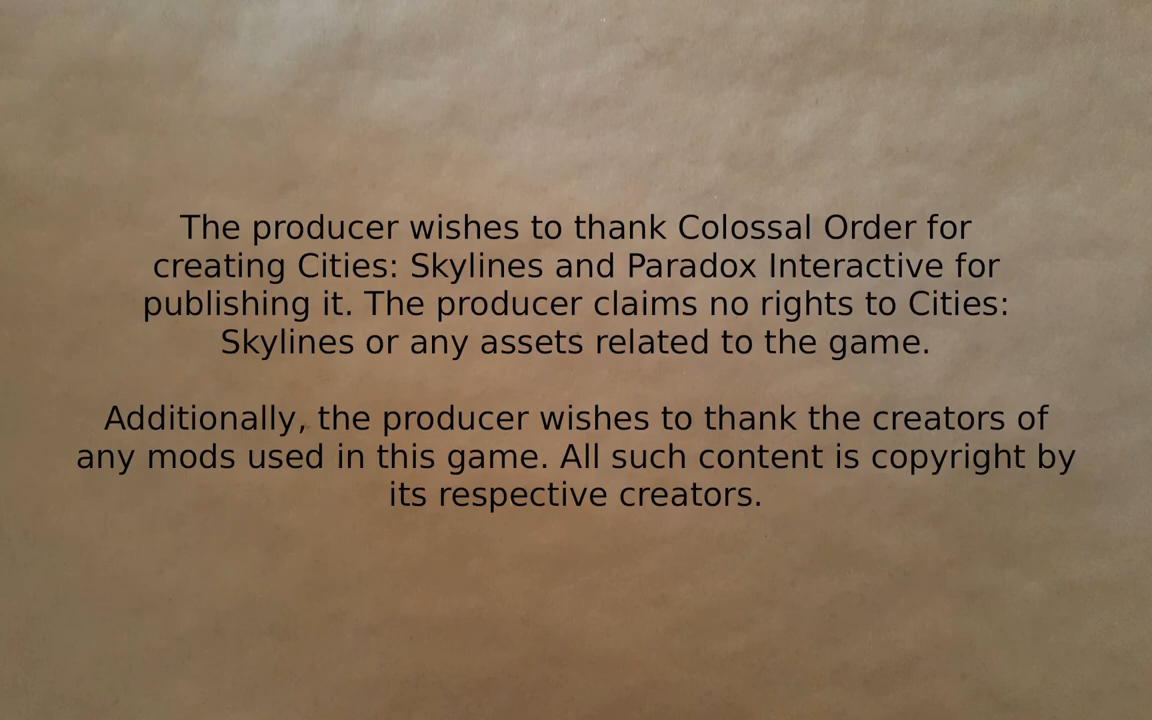 The producer wishes to thank Colossal Order for
creating Cities: Skylines and Paradox Interactive for
publishing it. The producer claims no rights to Cities:
Skylines or any assets related to the game.
Additionally, the producer wishes to thank the creators of
any mods used in this game. All such content is copyright by
its respective creators.